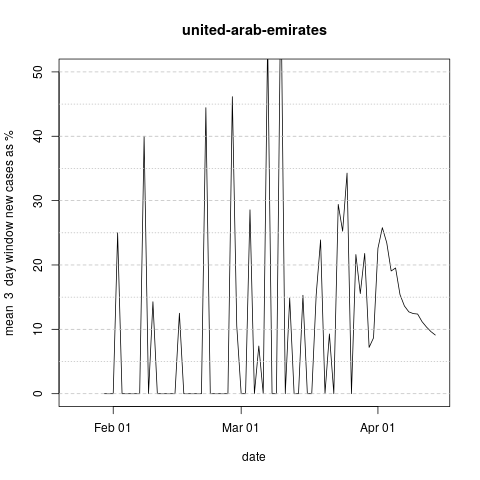 united-arab-emirates
mean 3 day window new cases as %
50
40
30
20
10
0
Feb 01
Mar 01
Apr 01
date